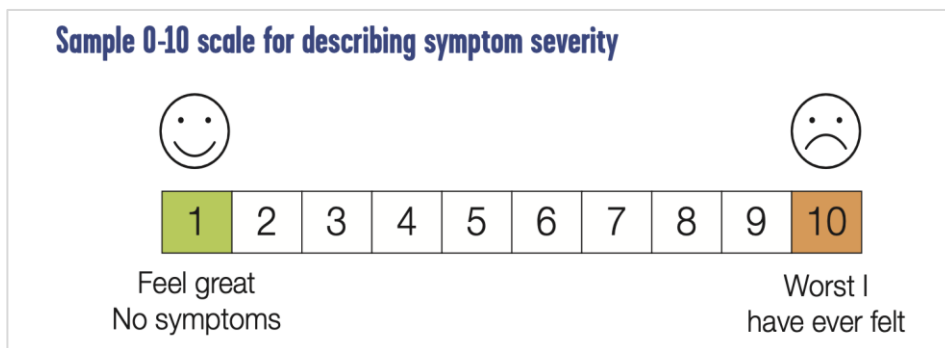 Sample 0-10 scale for describing symptom severity
1 2 3 4 5 6 7 8 9 10
Feel great
No symptoms
Worst I
have ever felt